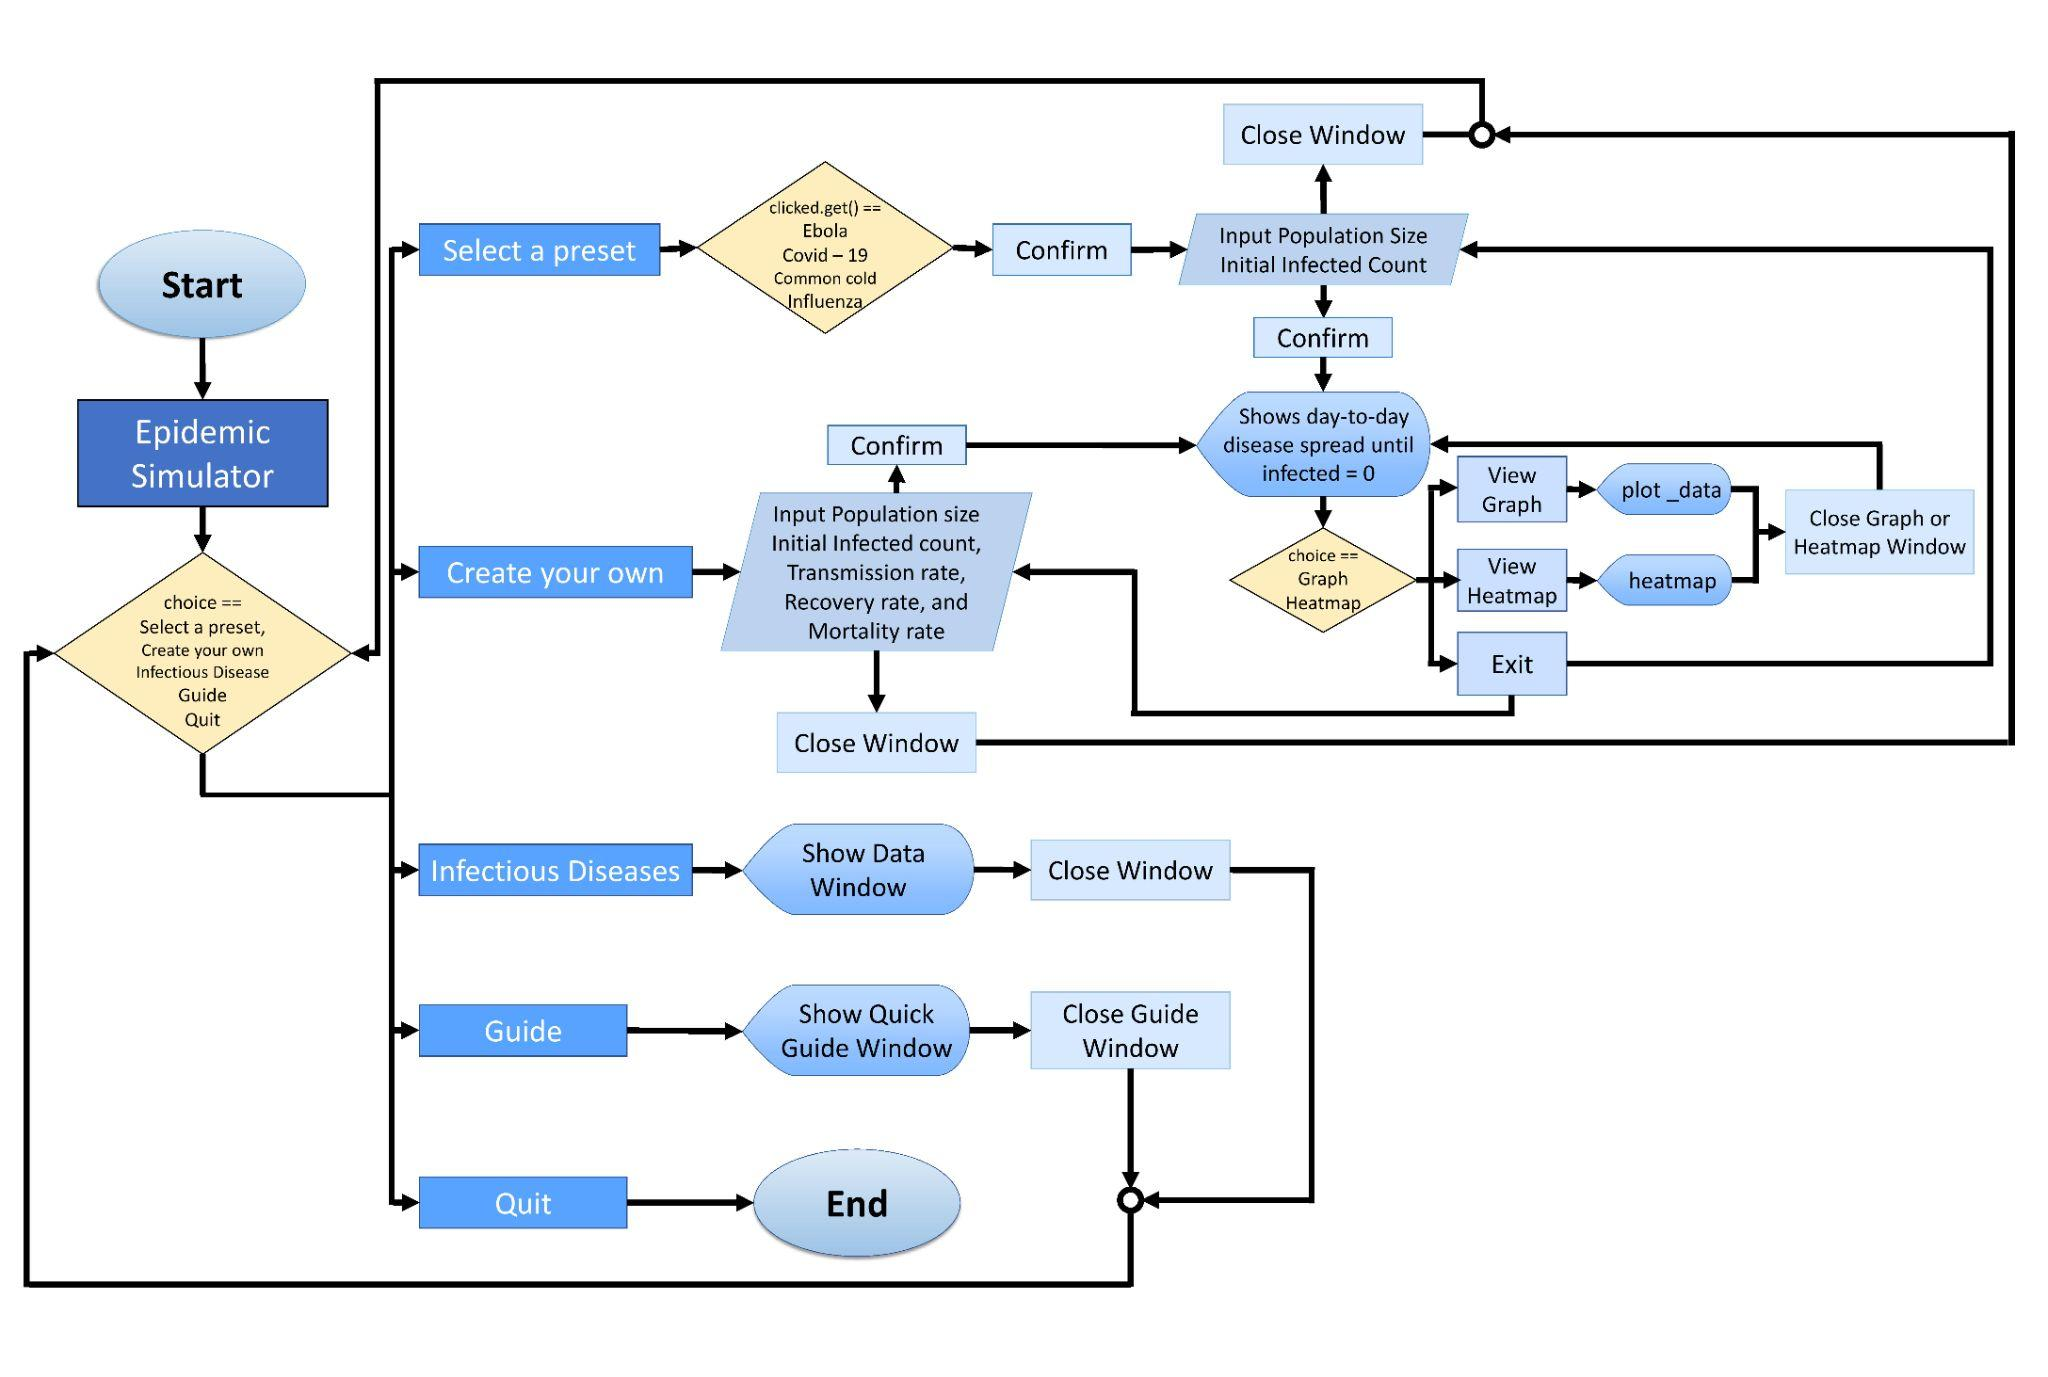 Start
Epidemic
Simulator
choice ==
Select a preset,
Create your own
Infectious Disease
Guide
Quit
Select a preset
clicked.get() ==
Ebola
Covid – 19
Common cold
Influenza
Confirm
Input Population Size
Initial Infected Count
Close Window
Confirm
Shows day-to-day
disease spread until
infected = 0
choice ==
Graph
Heatmap
View
Graph
plot _data
View
Heatmap
heatmap
Close Graph or
Heatmap Window
Exit
Create your own
Input Population size
Initial Infected count,
Transmission rate,
Recovery rate, and
Mortality rate
Confirm
Close Window
Infectious Diseases
Show Data
Window
Close Window
Guide
Show Quick
Guide Window
Close Guide
Window
Quit
End